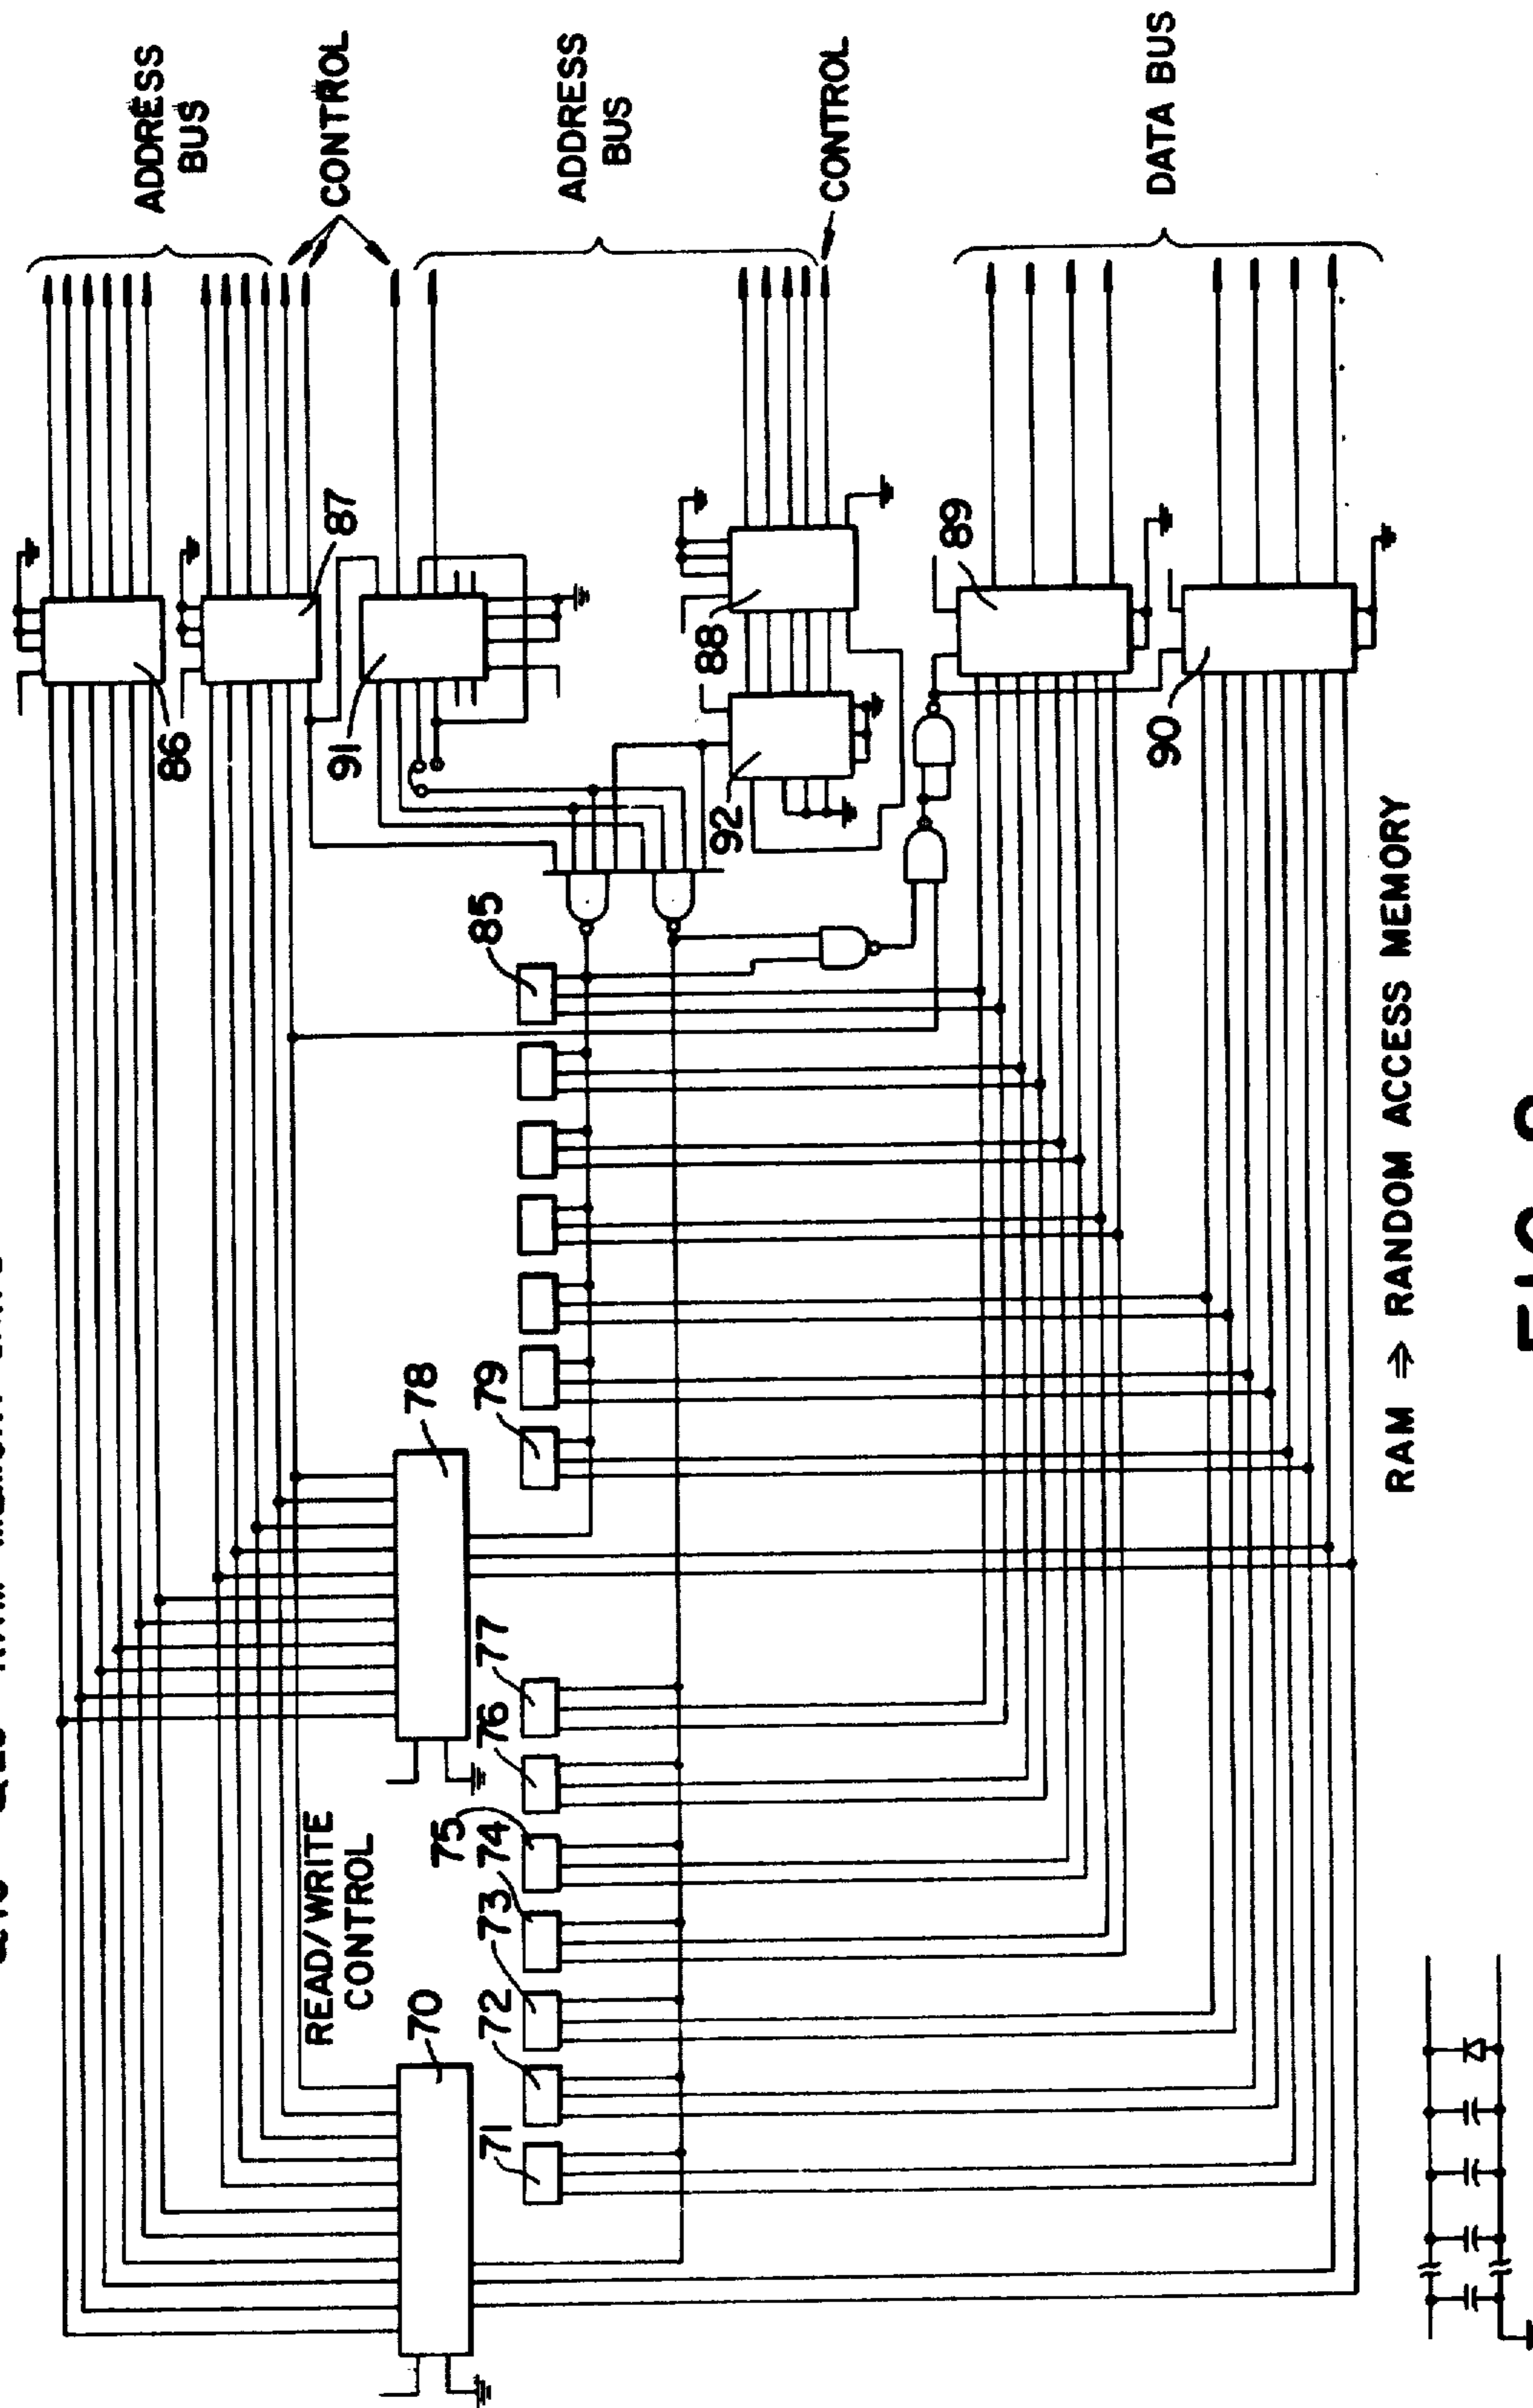 ADDRESS
BUS
CONTROL
ADDRESS
BUS
CONTROL
DATA BUS
86
87
91
88
92
89
90
85
78
79
77
76
75
74
73
72
71
70
READ/WRITE
CONTROL
RAM ⇒ RANDOM ACCESS MEMORY